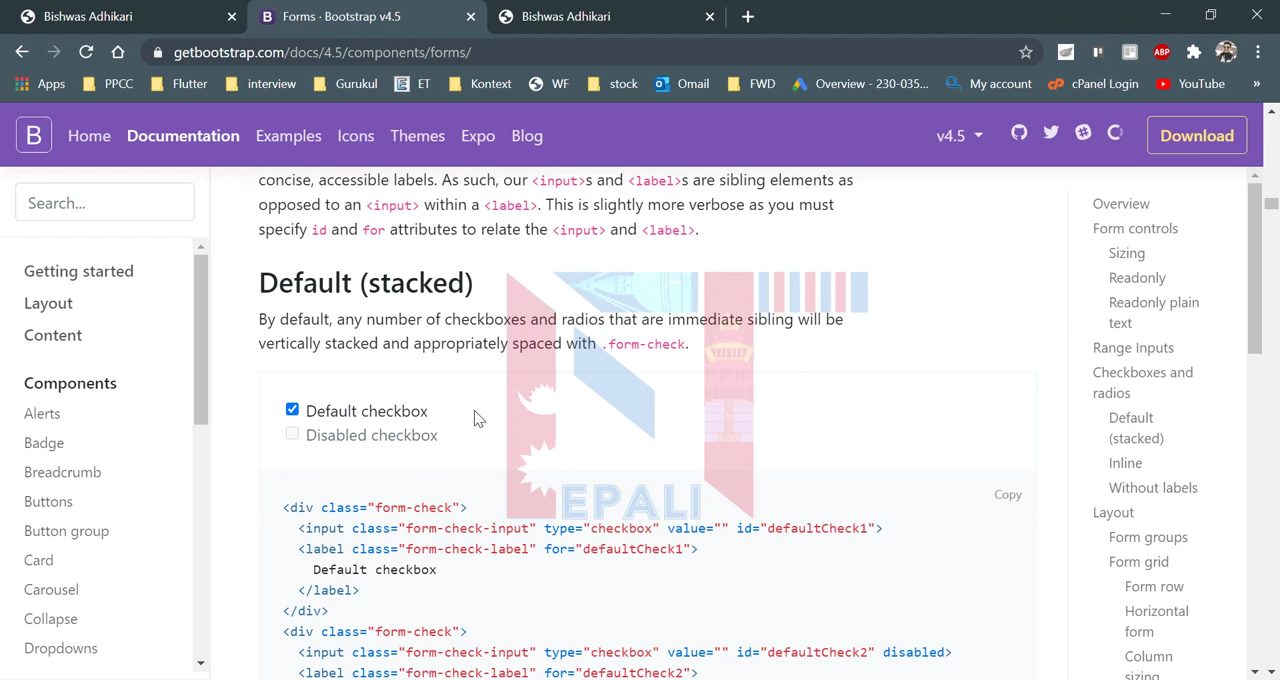 Bishwas Adhikari
Forms · Bootstrap v4.5
Bishwas Adhikari
getbootstrap.com/docs/4.5/components/forms/
ABP
Apps
PPCC
Flutter
interview
Gurukul
ET
Kontext
WF
stock
Omail
FWD
Overview - 230-035...
My account
cPanel Login
YouTube
»
B
Home
Documentation
Examples
Icons
Themes
Expo
Blog
v4.5
Download
Search...
Getting started
Layout
Content
Components
Alerts
Badge
Breadcrumb
Buttons
Button group
Card
Carousel
Collapse
Dropdowns
concise, accessible labels. As such, our <input>s and <label>s are sibling elements as
opposed to an <input> within a <label>. This is slightly more verbose as you must
specify id and for attributes to relate the <input> and <label>.
Default (stacked)
By default, any number of checkboxes and radios that are immediate sibling will be
vertically stacked and appropriately spaced with .form-check.
Default checkbox
Disabled checkbox
EPALI
Copy
<div class="form-check">
<input class="form-check-input" type="checkbox" value="" id="defaultCheck1">
<label class="form-check-label" for="defaultCheck1">
Default checkbox
</label>
</div>
<div class="form-check">
<input class="form-check-input" type="checkbox" value="" id="defaultCheck2" disabled>
<label class="form-check-label" for="defaultCheck2">
Overview
Form controls
Sizing
Readonly
Readonly plain
text
Range Inputs
Checkboxes and
radios
Default
(stacked)
Inline
Without labels
Layout
Form groups
Form grid
Form row
Horizontal
form
Column
sizing